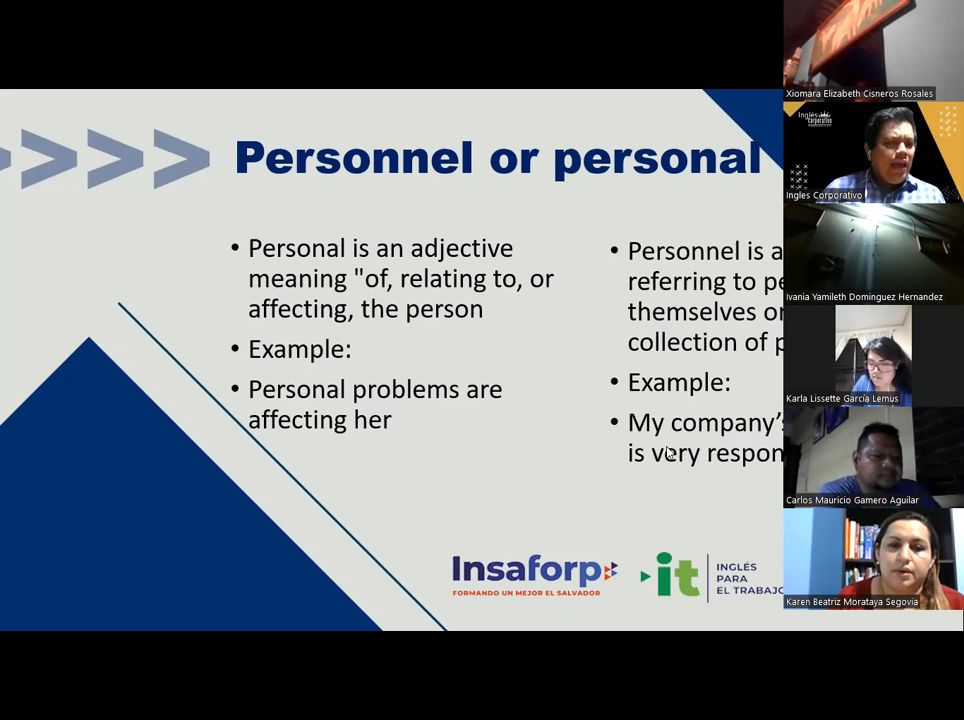 Personnel or personal
• Personal is an adjective
meaning "of, relating to, or
affecting, the person
• Example:
• Personal problems are
affecting her
• Personnel is a
referring to
themselves
collection of
• Example:
• My company’s
is very
Insaforp
FORMANDO UN MEJOR EL SALVADOR
it
INGLÉS
PARA
EL TRABAJO
Xiomara Elizabeth Cisneros Rosales
Inglés
corporativo
Ingles Corporativo
Ivania Yamileth Dominguez Hernandez
Karla Lissette García Lemus
Carlos Mauricio Gamero Aguilar
Karen Beatriz Morataya Segovia